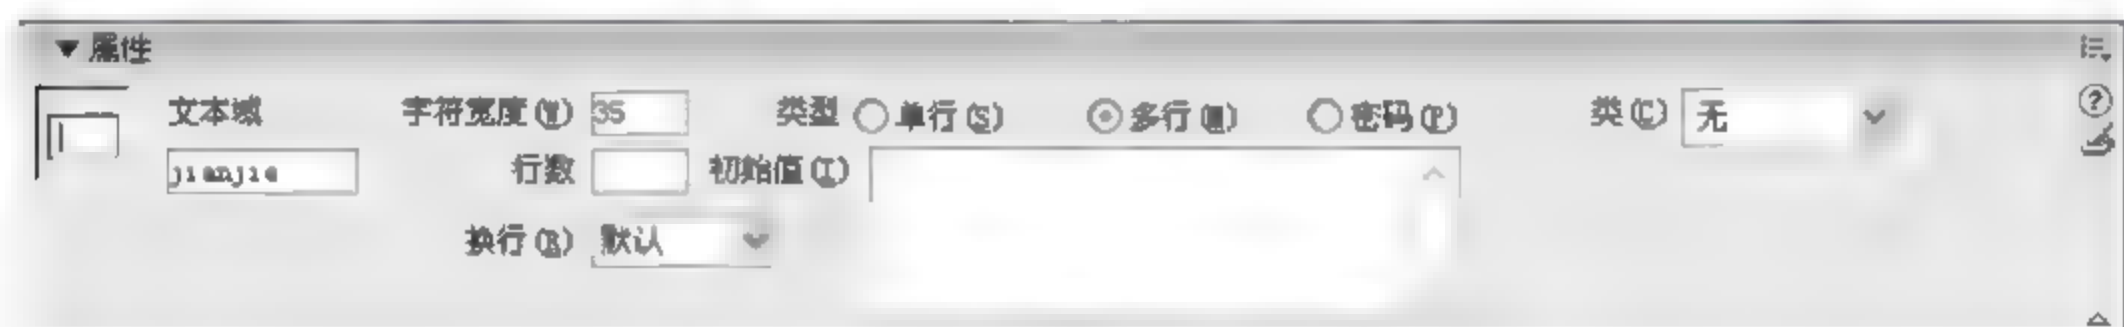 属性
文本域 字符宽度(W) 35 类型 单行(S) 多行(M) 密码(P) 类(C) 无
jianjie 行数 初始值(I)
换行(R) 默认